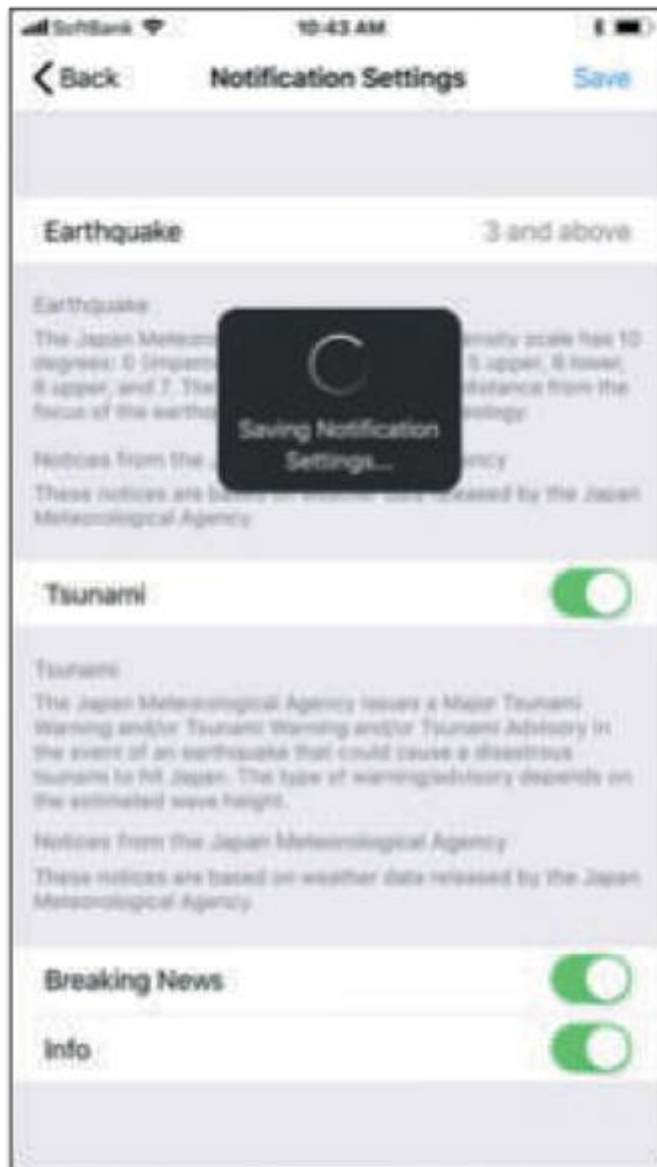 SoftBank 10:43 AM
Back Notification Settings Save
Earthquake 3 and above
Earthquake
The Japan ensity scale has 10
degrees: 0 5 upper, 6 lower,
6 upper, and 7. The distance from the
focus of the
Saving Notification
Settings...
Notices from the
These notices are based on weather data released by the Japan
Meteorological Agency
Tsunami
Tsunami
The Japan Meteorological Agency issues a Major Tsunami
Warning and/or Tsunami Warning and/or Tsunami Advisory in
the event of an earthquake that could cause a disastrous
tsunami to hit Japan. The type of warning/advisory depends on
the estimated wave height.
Notices from the Japan Meteorological Agency
These notices are based on weather data released by the Japan
Meteorological Agency
Breaking News
Info